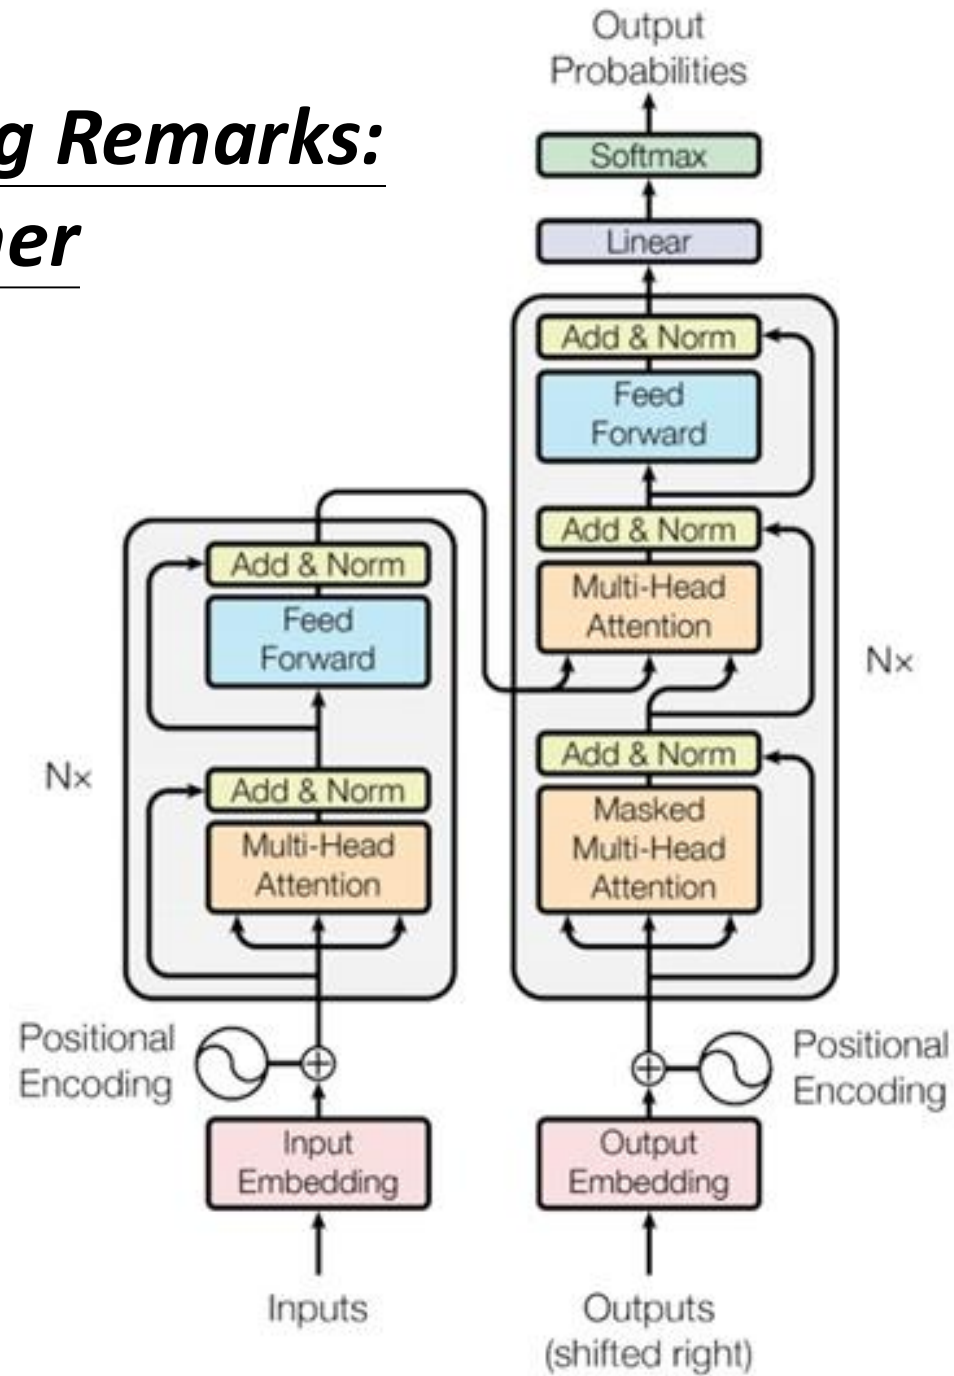 Remarks:
Output
Probabilities
Softmax
Linear
Add & Norm
Feed
Forward
Add & Norm
Multi-Head
Attention
Add & Norm
Masked
Multi-Head
Attention
Nx
Positional
Encoding
Output
Embedding
Outputs
(shifted right)
Add & Norm
Feed
Forward
Add & Norm
Multi-Head
Attention
Nx
Positional
Encoding
Input
Embedding
Inputs